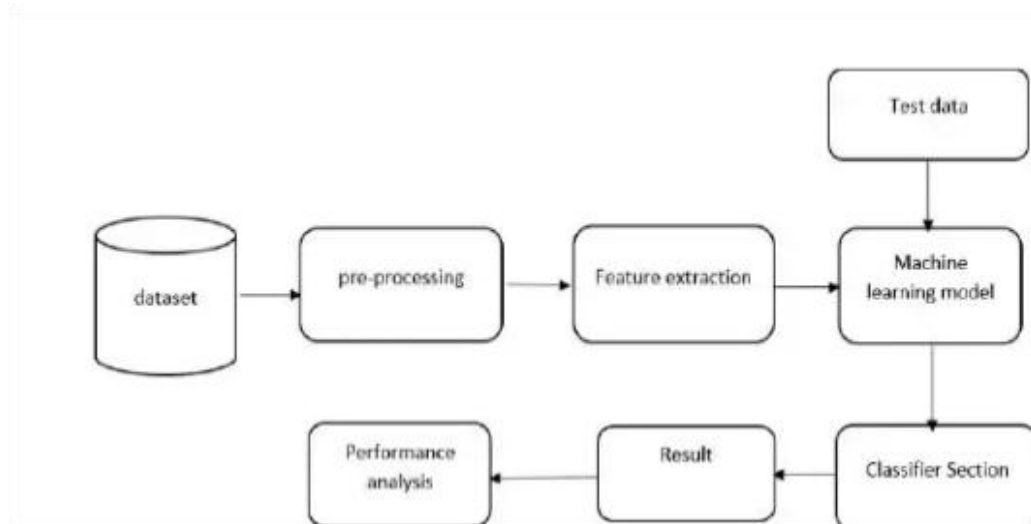 Test data
dataset
pre-processing
Feature extraction
Machine
learning model
Performance
analysis
Result
Classifier Section